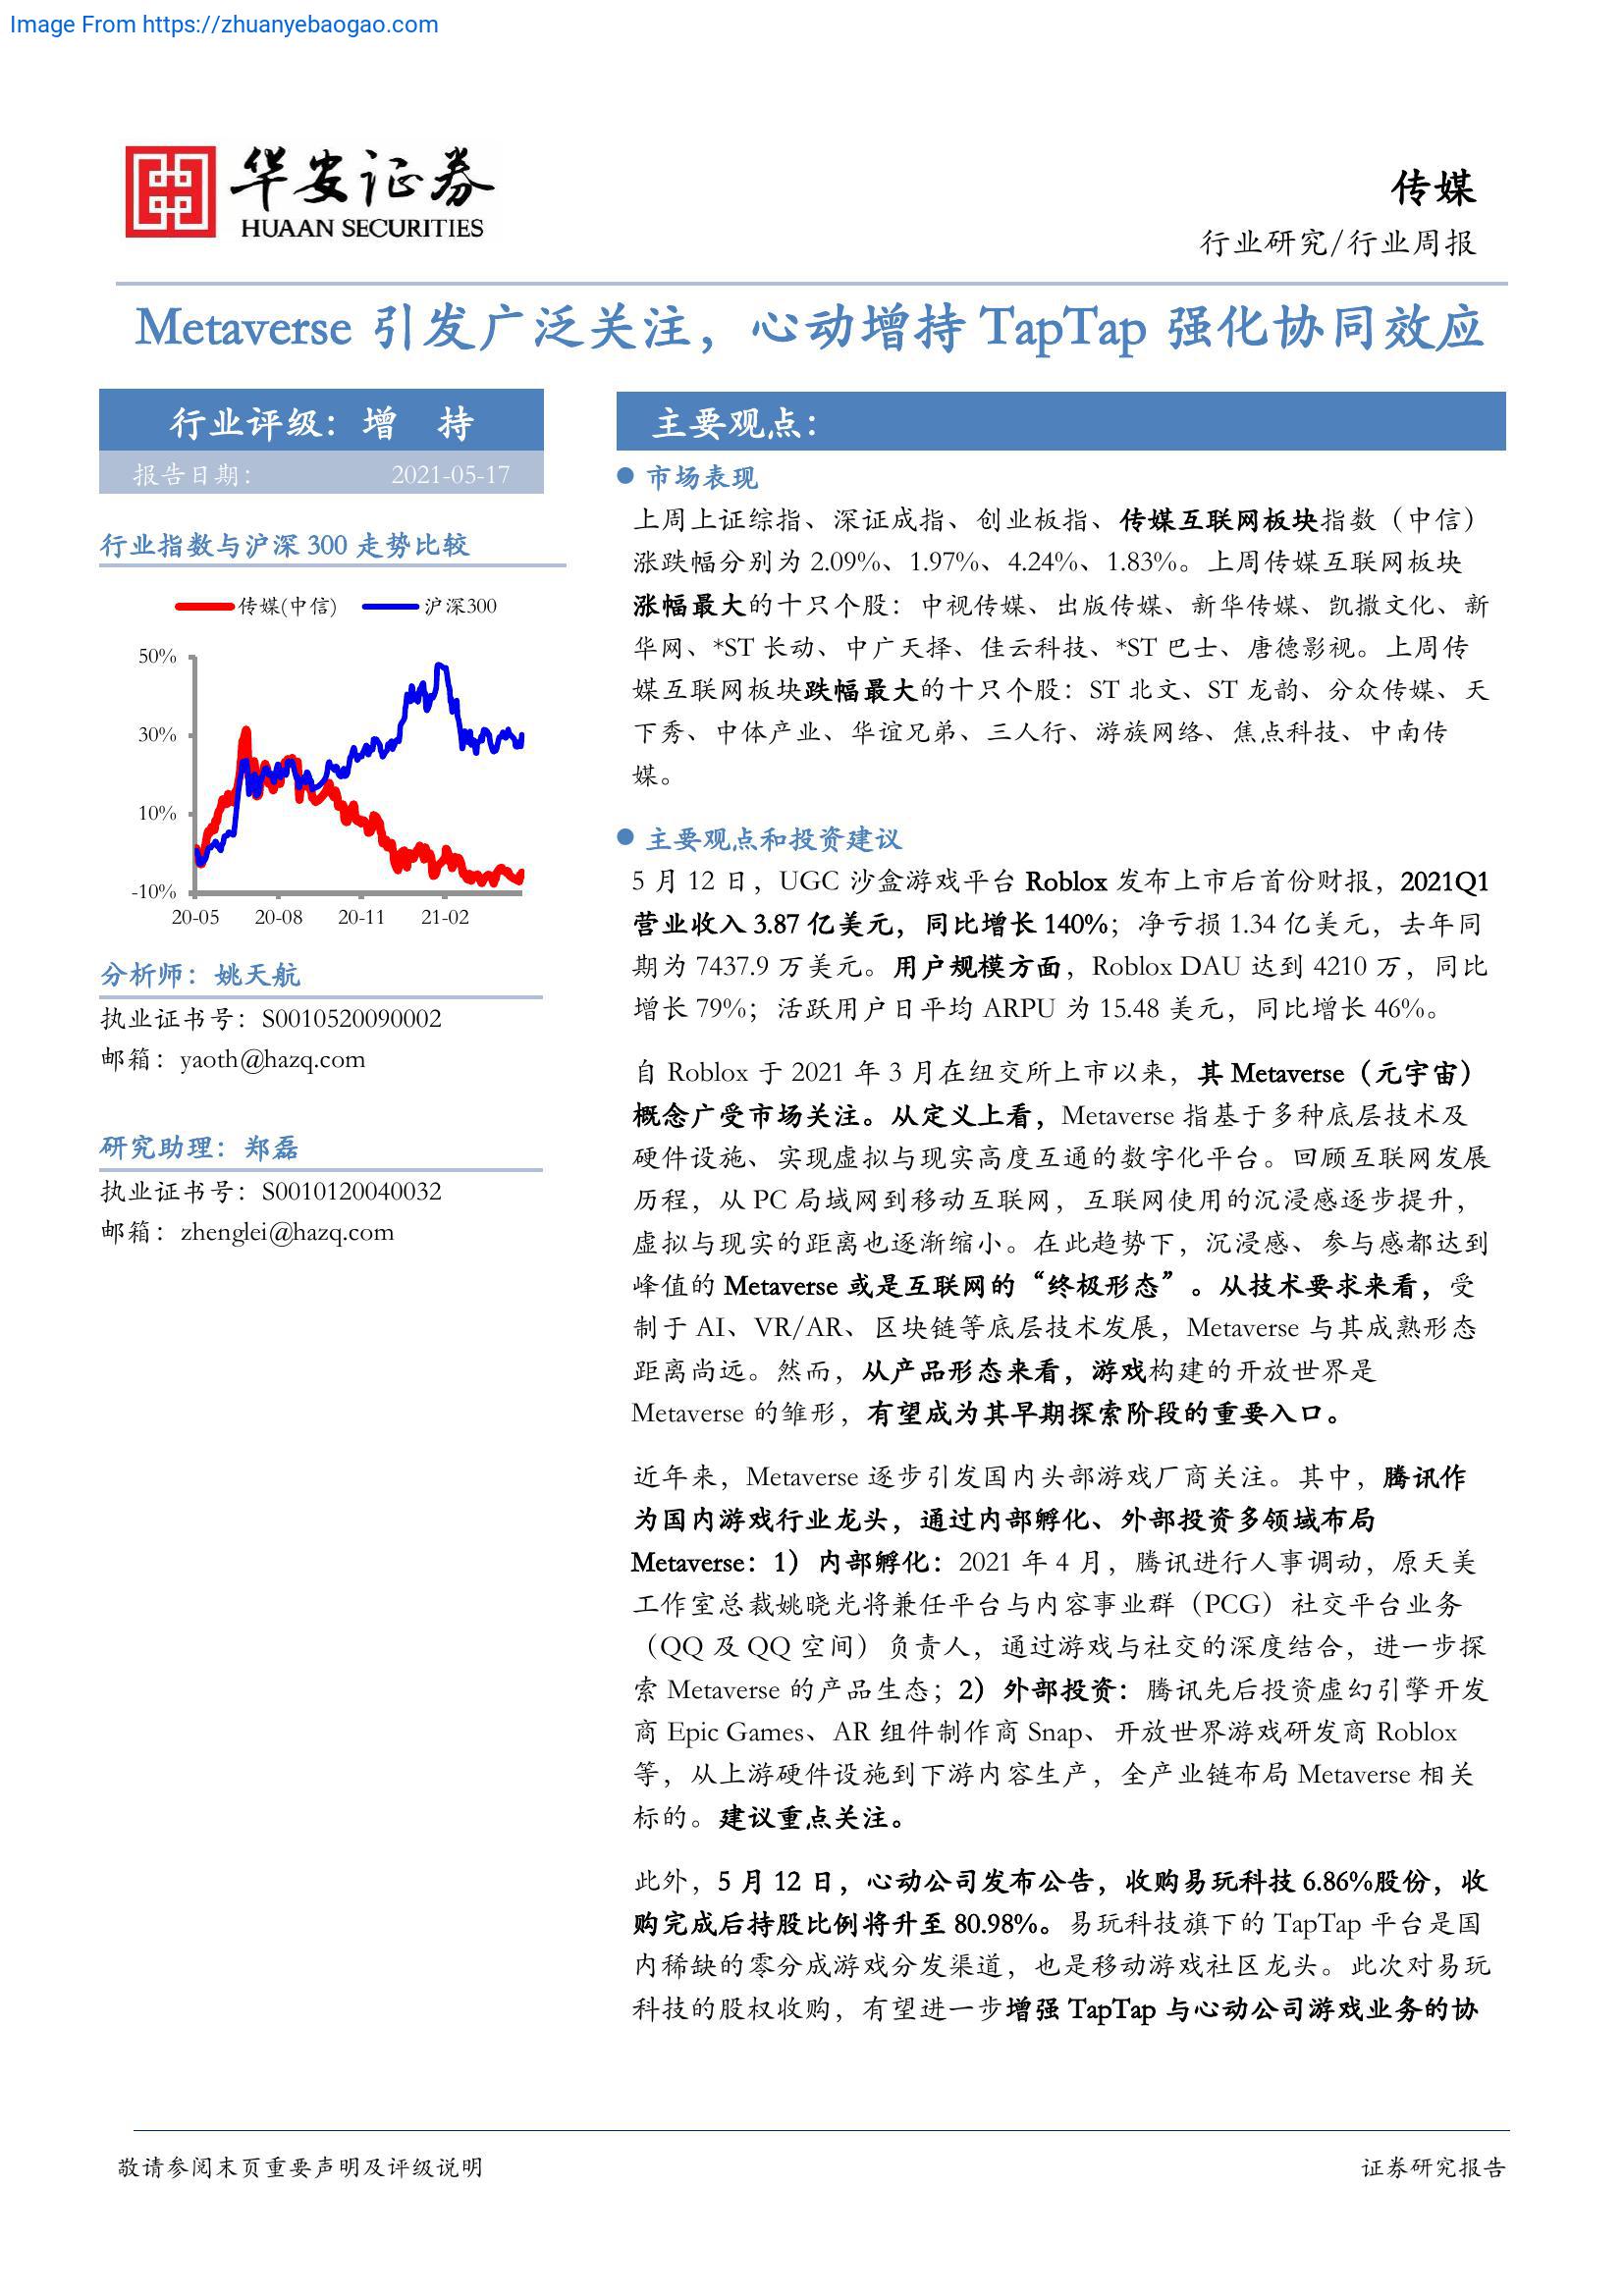 Image From https://zhuanyebaogao.com
华安证券
HUAAN SECURITIES
传媒
行业研究/行业周报
Metaverse 引发广泛关注，心动增持 TapTap 强化协同效应
行业评级：增 持
报告日期： 2021-05-17
行业指数与沪深 300 走势比较
传媒(中信) 沪深300
50%
30%
10%
-10%
20-05 20-08 20-11 21-02
分析师：姚天航
执业证书号：S0010520090002
邮箱：yaoth@hazq.com
研究助理：郑磊
执业证书号：S0010120040032
邮箱：zhenglei@hazq.com
主要观点：
市场表现
上周上证综指、深证成指、创业板指、传媒互联网板块指数（中信）
涨跌幅分别为 2.09%、1.97%、4.24%、1.83%。上周传媒互联网板块
涨幅最大的十只个股：中视传媒、出版传媒、新华传媒、凯撒文化、新
华网、*ST 长动、中广天择、佳云科技、*ST 巴士、唐德影视。上周传
媒互联网板块跌幅最大的十只个股：ST 北文、ST 龙韵、分众传媒、天
下秀、中体产业、华谊兄弟、三人行、游族网络、焦点科技、中南传
媒。
主要观点和投资建议
5 月 12 日，UGC 沙盒游戏平台 Roblox 发布上市后首份财报，2021Q1
营业收入 3.87 亿美元，同比增长 140%；净亏损 1.34 亿美元，去年同
期为 7437.9 万美元。用户规模方面，Roblox DAU 达到 4210 万，同比
增长 79%；活跃用户日平均 ARPU 为 15.48 美元，同比增长 46%。
自 Roblox 于 2021 年 3 月在纽交所上市以来，其 Metaverse（元宇宙）
概念广受市场关注。从定义上看，Metaverse 指基于多种底层技术及
硬件设施、实现虚拟与现实高度互通的数字化平台。回顾互联网发展
历程，从 PC 局域网到移动互联网，互联网使用的沉浸感逐步提升，
虚拟与现实的距离也逐渐缩小。在此趋势下，沉浸感、参与感都达到
峰值的 Metaverse 或是互联网的“终极形态”。从技术要求来看，受
制于 AI、VR/AR、区块链等底层技术发展，Metaverse 与其成熟形态
距离尚远。然而，从产品形态来看，游戏构建的开放世界是
Metaverse 的雏形，有望成为其早期探索阶段的重要入口。
近年来，Metaverse 逐步引发国内头部游戏厂商关注。其中，腾讯作
为国内游戏行业龙头，通过内部孵化、外部投资多领域布局
Metaverse：1）内部孵化：2021 年 4 月，腾讯进行人事调动，原天美
工作室总裁姚晓光将兼任平台与内容事业群（PCG）社交平台业务
（QQ 及 QQ 空间）负责人，通过游戏与社交的深度结合，进一步探
索 Metaverse 的产品生态；2）外部投资：腾讯先后投资虚幻引擎开发
商 Epic Games、AR 组件制作商 Snap、开放世界游戏研发商 Roblox
等，从上游硬件设施到下游内容生产，全产业链布局 Metaverse 相关
标的。建议重点关注。
此外，5 月 12 日，心动公司发布公告，收购易玩科技 6.86%股份，收
购完成后持股比例将升至 80.98%。易玩科技旗下的 TapTap 平台是国
内稀缺的零分成游戏分发渠道，也是移动游戏社区龙头。此次对易玩
科技的股权收购，有望进一步增强 TapTap 与心动公司游戏业务的协
敬请参阅末页重要声明及评级说明
证券研究报告